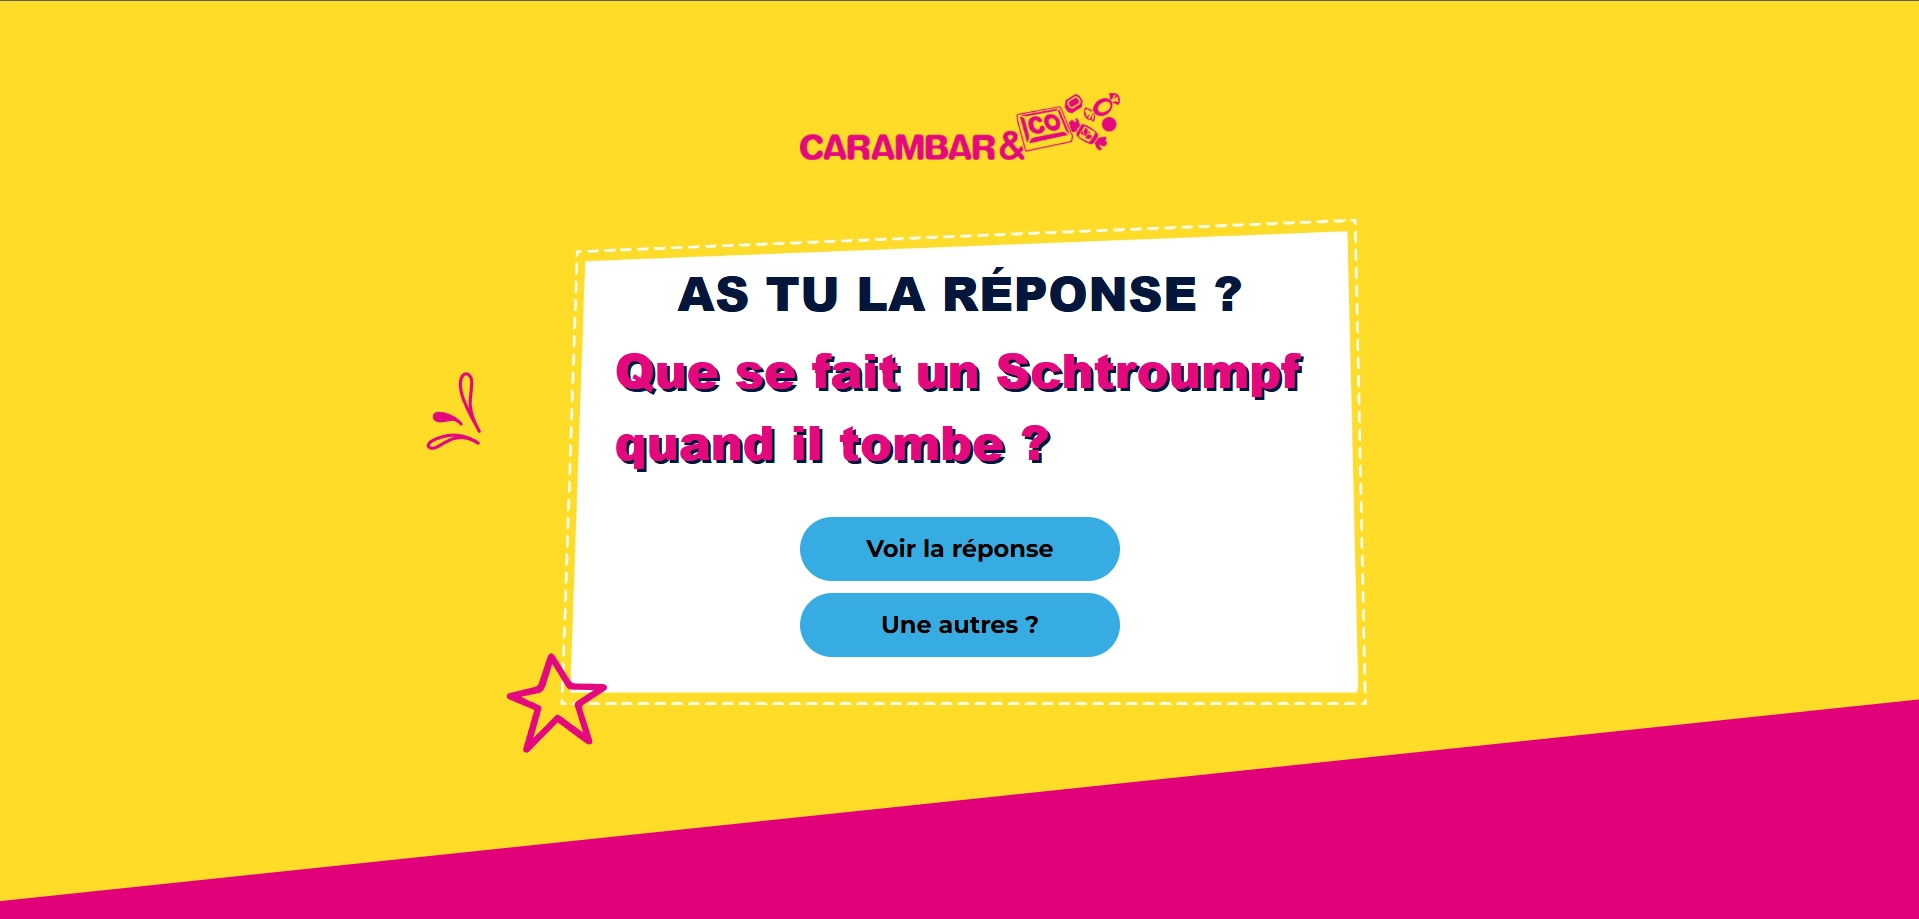 CARAMBAR & CO
AS TU LA RÉPONSE ?
Que se fait un Schtroumpf
quand il tombe ?
Voir la réponse
Une autres ?